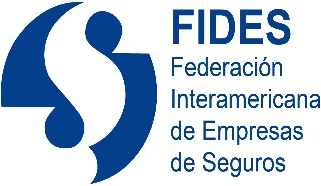 FIDES
Federación
Interamericana
de Empresas
de Seguros